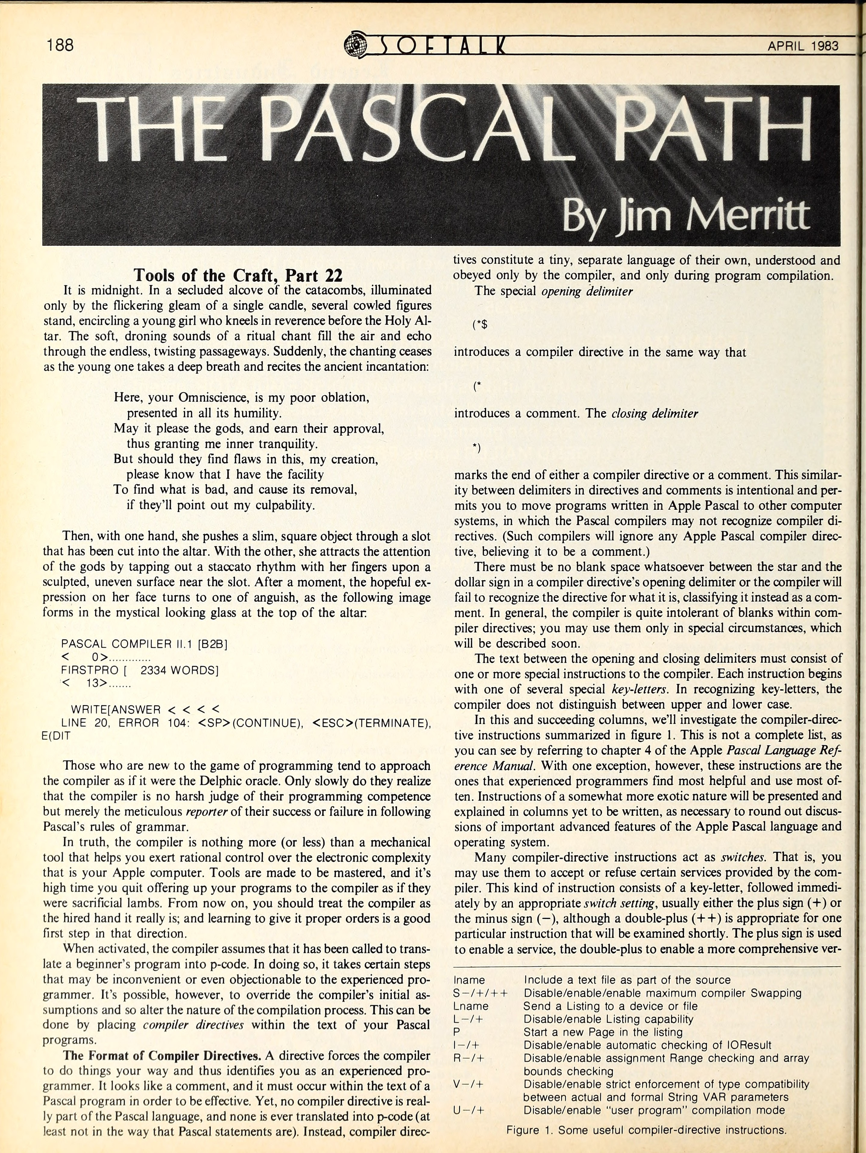 188
SOFTALK
APRIL 1983
THE PASCAL PATH
By Jim Merritt
Tools of the Craft, Part 22
It is midnight. In a secluded alcove of the catacombs, illuminated
only by the flickering gleam of a single candle, several cowled figures
stand, encircling a young girl who kneels in reverence before the Holy Al-
tar. The soft, droning sounds of a ritual chant fill the air and echo
through the endless, twisting passageways. Suddenly, the chanting ceases
as the young one takes a deep breath and recites the ancient incantation:
Here, your Omniscience, is my poor oblation,
presented in all its humility.
May it please the gods, and earn their approval,
thus granting me inner tranquility.
But should they find flaws in this, my creation,
please know that I have the facility
To find what is bad, and cause its removal,
if they'll point out my culpability.
Then, with one hand, she pushes a slim, square object through a slot
that has been cut into the altar. With the other, she attracts the attention
of the gods by tapping out a staccato rhythm with her fingers upon a
sculpted, uneven surface near the slot. After a moment, the hopeful ex-
pression on her face turns to one of anguish, as the following image
forms in the mystical looking glass at the top of the altar:
PASCAL COMPILER II.1 [B2B]
< 0>.............
FIRSTPRO [ 2334 WORDS]
< 13>.......
WRITE[ANSWER < < < <
LINE 20, ERROR 104: <SP>(CONTINUE), <ESC>(TERMINATE),
E(DIT
Those who are new to the game of programming tend to approach
the compiler as if it were the Delphic oracle. Only slowly do they realize
that the compiler is no harsh judge of their programming competence
but merely the meticulous reporter of their success or failure in following
Pascal's rules of grammar.
In truth, the compiler is nothing more (or less) than a mechanical
tool that helps you exert rational control over the electronic complexity
that is your Apple computer. Tools are made to be mastered, and it's
high time you quit offering up your programs to the compiler as if they
were sacrificial lambs. From now on, you should treat the compiler as
the hired hand it really is; and learning to give it proper orders is a good
first step in that direction.
When activated, the compiler assumes that it has been called to trans-
late a beginner's program into p-code. In doing so, it takes certain steps
that may be inconvenient or even objectionable to the experienced pro-
grammer. It's possible, however, to override the compiler's initial as-
sumptions and so alter the nature of the compilation process. This can be
done by placing compiler directives within the text of your Pascal
programs.
The Format of Compiler Directives. A directive forces the compiler
to do things your way and thus identifies you as an experienced pro-
grammer. It looks like a comment, and it must occur within the text of a
Pascal program in order to be effective. Yet, no compiler directive is real-
ly part of the Pascal language, and none is ever translated into p-code (at
least not in the way that Pascal statements are). Instead, compiler direc-
tives constitute a tiny, separate language of their own, understood and
obeyed only by the compiler, and only during program compilation.
The special opening delimiter
(*$
introduces a compiler directive in the same way that
(*
introduces a comment. The closing delimiter
*)
marks the end of either a compiler directive or a comment. This similar-
ity between delimiters in directives and comments is intentional and per-
mits you to move programs written in Apple Pascal to other computer
systems, in which the Pascal compilers may not recognize compiler di-
rectives. (Such compilers will ignore any Apple Pascal compiler direc-
tive, believing it to be a comment.)
There must be no blank space whatsoever between the star and the
dollar sign in a compiler directive's opening delimiter or the compiler will
fail to recognize the directive for what it is, classifying it instead as a com-
ment. In general, the compiler is quite intolerant of blanks within com-
piler directives; you may use them only in special circumstances, which
will be described soon.
The text between the opening and closing delimiters must consist of
one or more special instructions to the compiler. Each instruction begins
with one of several special key-letters. In recognizing key-letters, the
compiler does not distinguish between upper and lower case.
In this and succeeding columns, we'll investigate the compiler-direc-
tive instructions summarized in figure 1. This is not a complete list, as
you can see by referring to chapter 4 of the Apple Pascal Language Ref-
erence Manual. With one exception, however, these instructions are the
ones that experienced programmers find most helpful and use most of-
ten. Instructions of a somewhat more exotic nature will be presented and
explained in columns yet to be written, as necessary to round out discus-
sions of important advanced features of the Apple Pascal language and
operating system.
Many compiler-directive instructions act as switches. That is, you
may use them to accept or refuse certain services provided by the com-
piler. This kind of instruction consists of a key-letter, followed immedi-
ately by an appropriate switch setting, usually either the plus sign (+) or
the minus sign (−), although a double-plus (++) is appropriate for one
particular instruction that will be examined shortly. The plus sign is used
to enable a service, the double-plus to enable a more comprehensive ver-
Iname Include a text file as part of the source
S−/+/++ Disable/enable/enable maximum compiler Swapping
Lname Send a Listing to a device or file
L−/+ Disable/enable Listing capability
P Start a new Page in the listing
I−/+ Disable/enable automatic checking of IOResult
R−/+ Disable/enable assignment Range checking and array
bounds checking
V−/+ Disable/enable strict enforcement of type compatibility
between actual and formal String VAR parameters
U−/+ Disable/enable "user program" compilation mode
Figure 1. Some useful compiler-directive instructions.